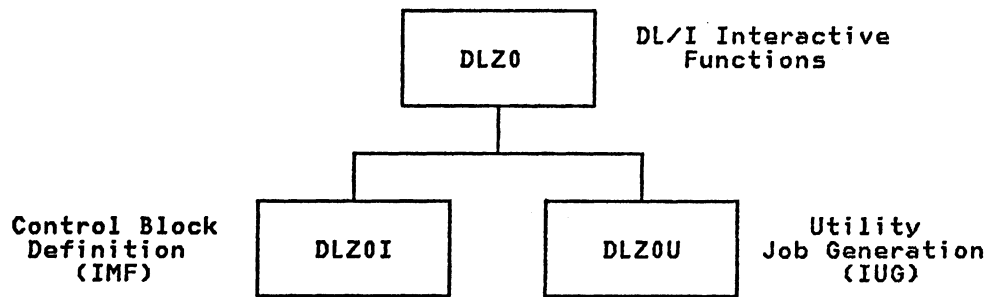 DLZ0
DL/I Interactive
Functions
Control Block
Definition
(IMF)
DLZ0I
DLZ0U
Utility
Job Generation
(IUG)